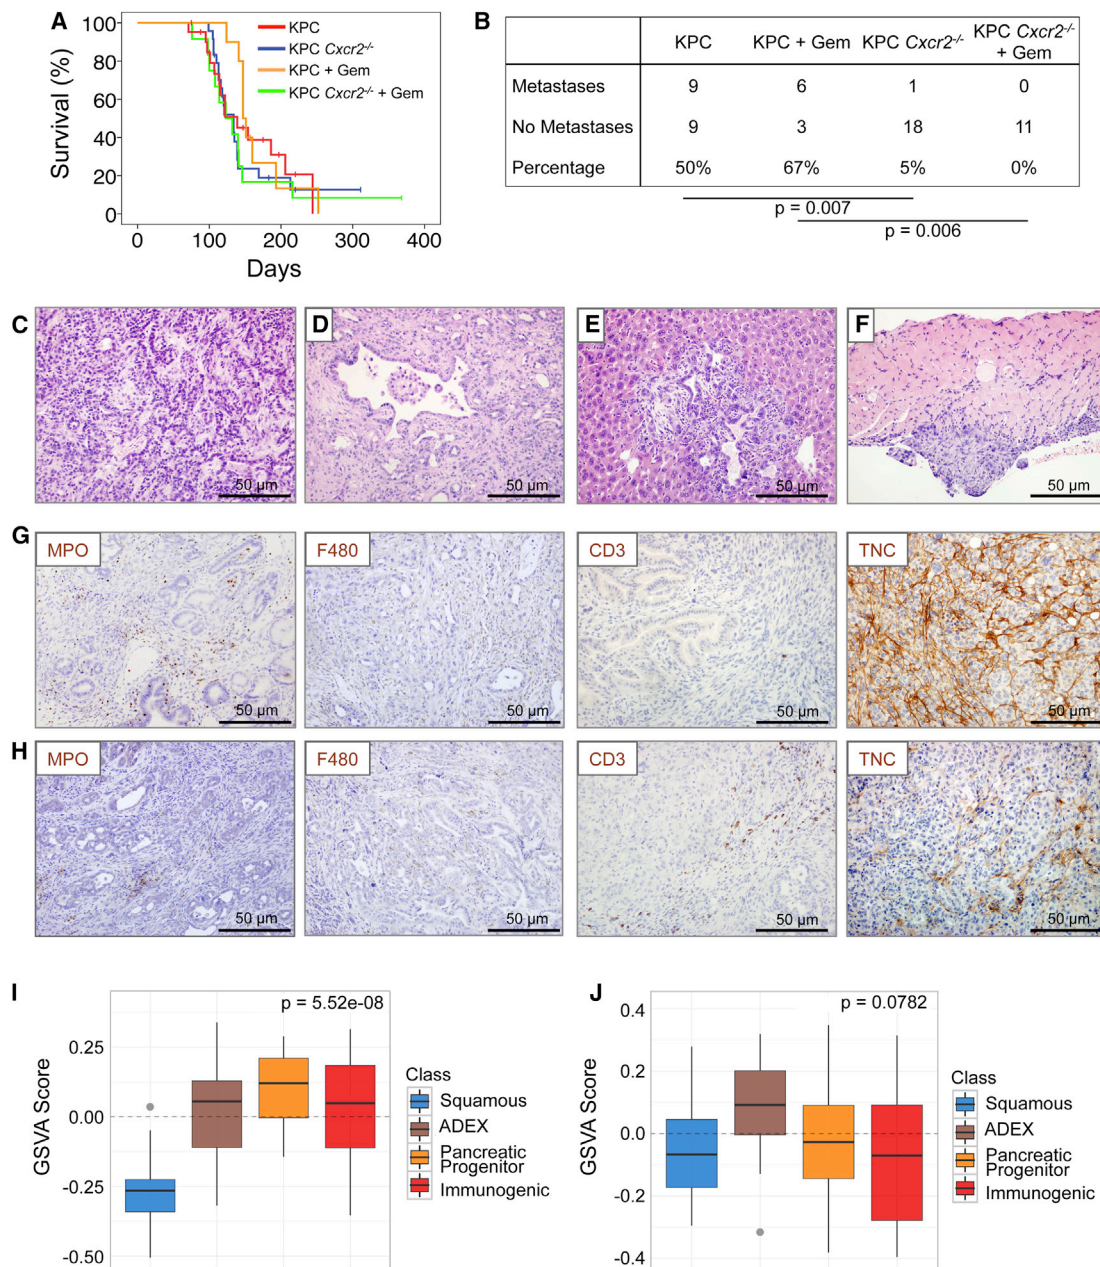 A
100
80
60
40
20
0
Survival (%)
0 100 200 300 400
Days
KPC
KPC Cxcr2-/-
KPC + Gem
KPC Cxcr2-/- + Gem
B
KPC KPC + Gem KPC Cxcr2-/- KPC Cxcr2-/- + Gem
Metastases 9 6 1 0
No Metastases 9 3 18 11
Percentage 50% 67% 5% 0%
p = 0.007
p = 0.006
C
50 µm
D
50 µm
E
50 µm
F
50 µm
G
MPO
50 µm
F480
50 µm
CD3
50 µm
TNC
50 µm
H
MPO
50 µm
F480
50 µm
CD3
50 µm
TNC
50 µm
I
p = 5.52e-08
0.25
0.00
-0.25
-0.50
GSVA Score
Class
Squamous
ADEX
Pancreatic
Progenitor
Immunogenic
J
p = 0.0782
0.4
0.2
0.0
-0.2
-0.4
GSVA Score
Class
Squamous
ADEX
Pancreatic
Progenitor
Immunogenic